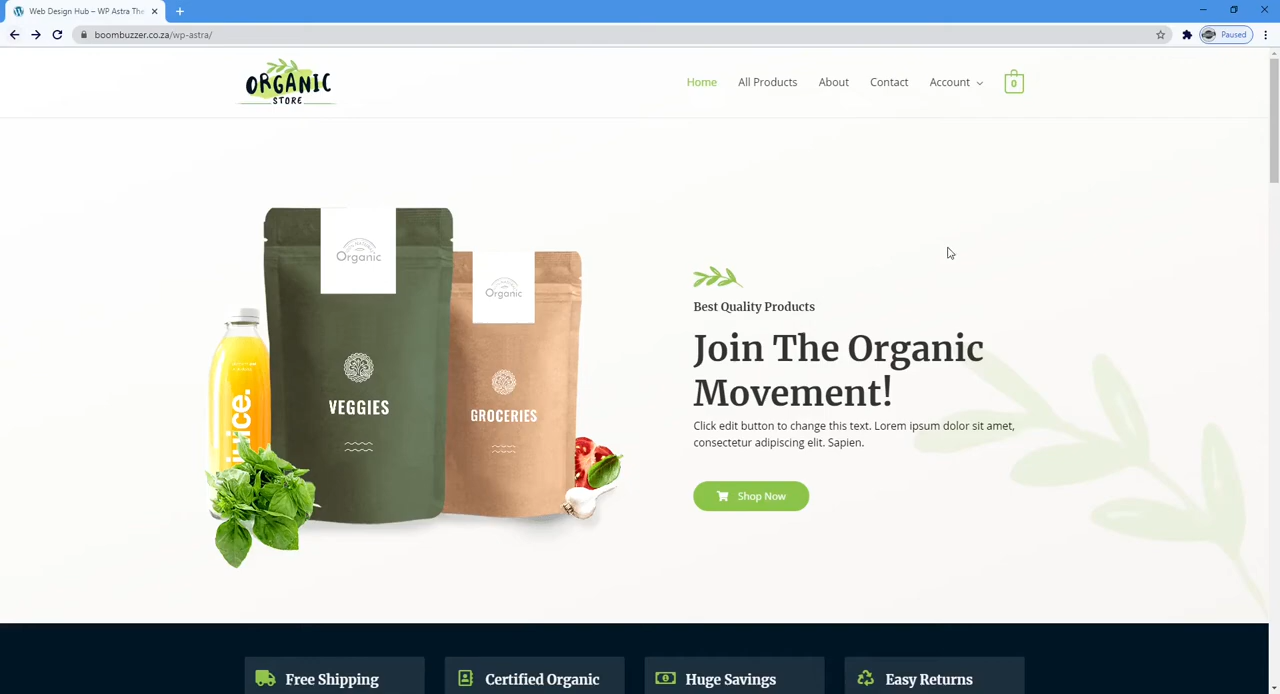 Web Design Hub – WP Astra The
boombuzzer.co.za/wp-astra/
Paused
ORGANIC
STORE
Home
All Products
About
Contact
Account
0
Organic
Organic
VEGGIES
GROCERIES
juice.
Best Quality Products
Join The Organic
Movement!
Click edit button to change this text. Lorem ipsum dolor sit amet,
consectetur adipiscing elit. Sapien.
Shop Now
Free Shipping
Certified Organic
Huge Savings
Easy Returns